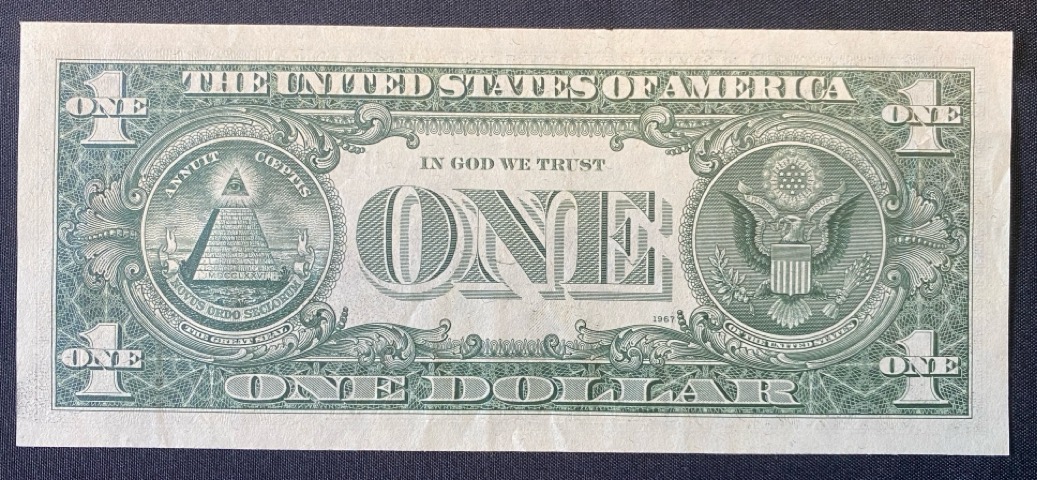 THE UNITED STATES OF AMERICA
1 ONE
1 ONE
ANNUIT CŒPTIS
NOVUS ORDO SECLORUM
THE GREAT SEAL
IN GOD WE TRUST
ONE
1967
OF THE UNITED STATES
1 ONE
1 ONE
ONE DOLLAR